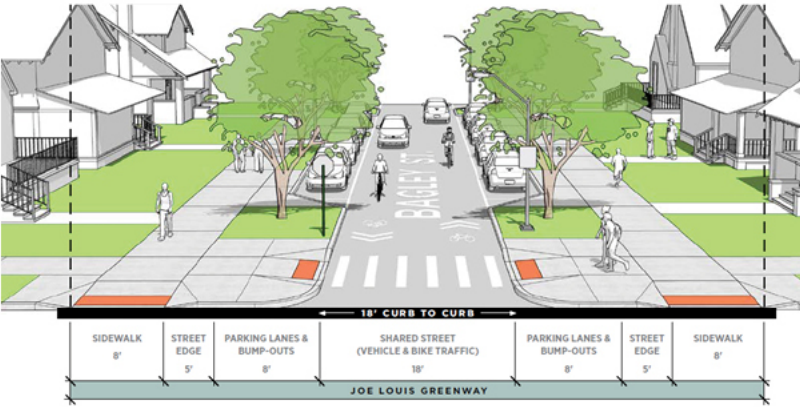 BAGLEY ST.
18' CURB TO CURB
SIDEWALK
8'
STREET
EDGE
5'
PARKING LANES &
BUMP-OUTS
8'
SHARED STREET
(VEHICLE & BIKE TRAFFIC)
18'
PARKING LANES &
BUMP-OUTS
8'
STREET
EDGE
5'
SIDEWALK
8'
JOE LOUIS GREENWAY